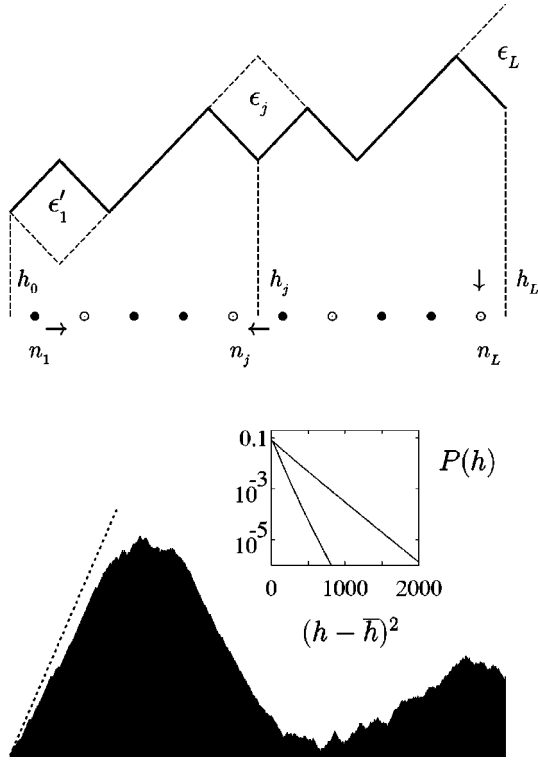 ϵ_L
ϵ_j
ϵ′_1
h_0 h_j ↓ h_L
→ ←
n_1 n_j n_L
0.1
10^-3
10^-5
P(h)
0 1000 2000
(h − h̅)^2